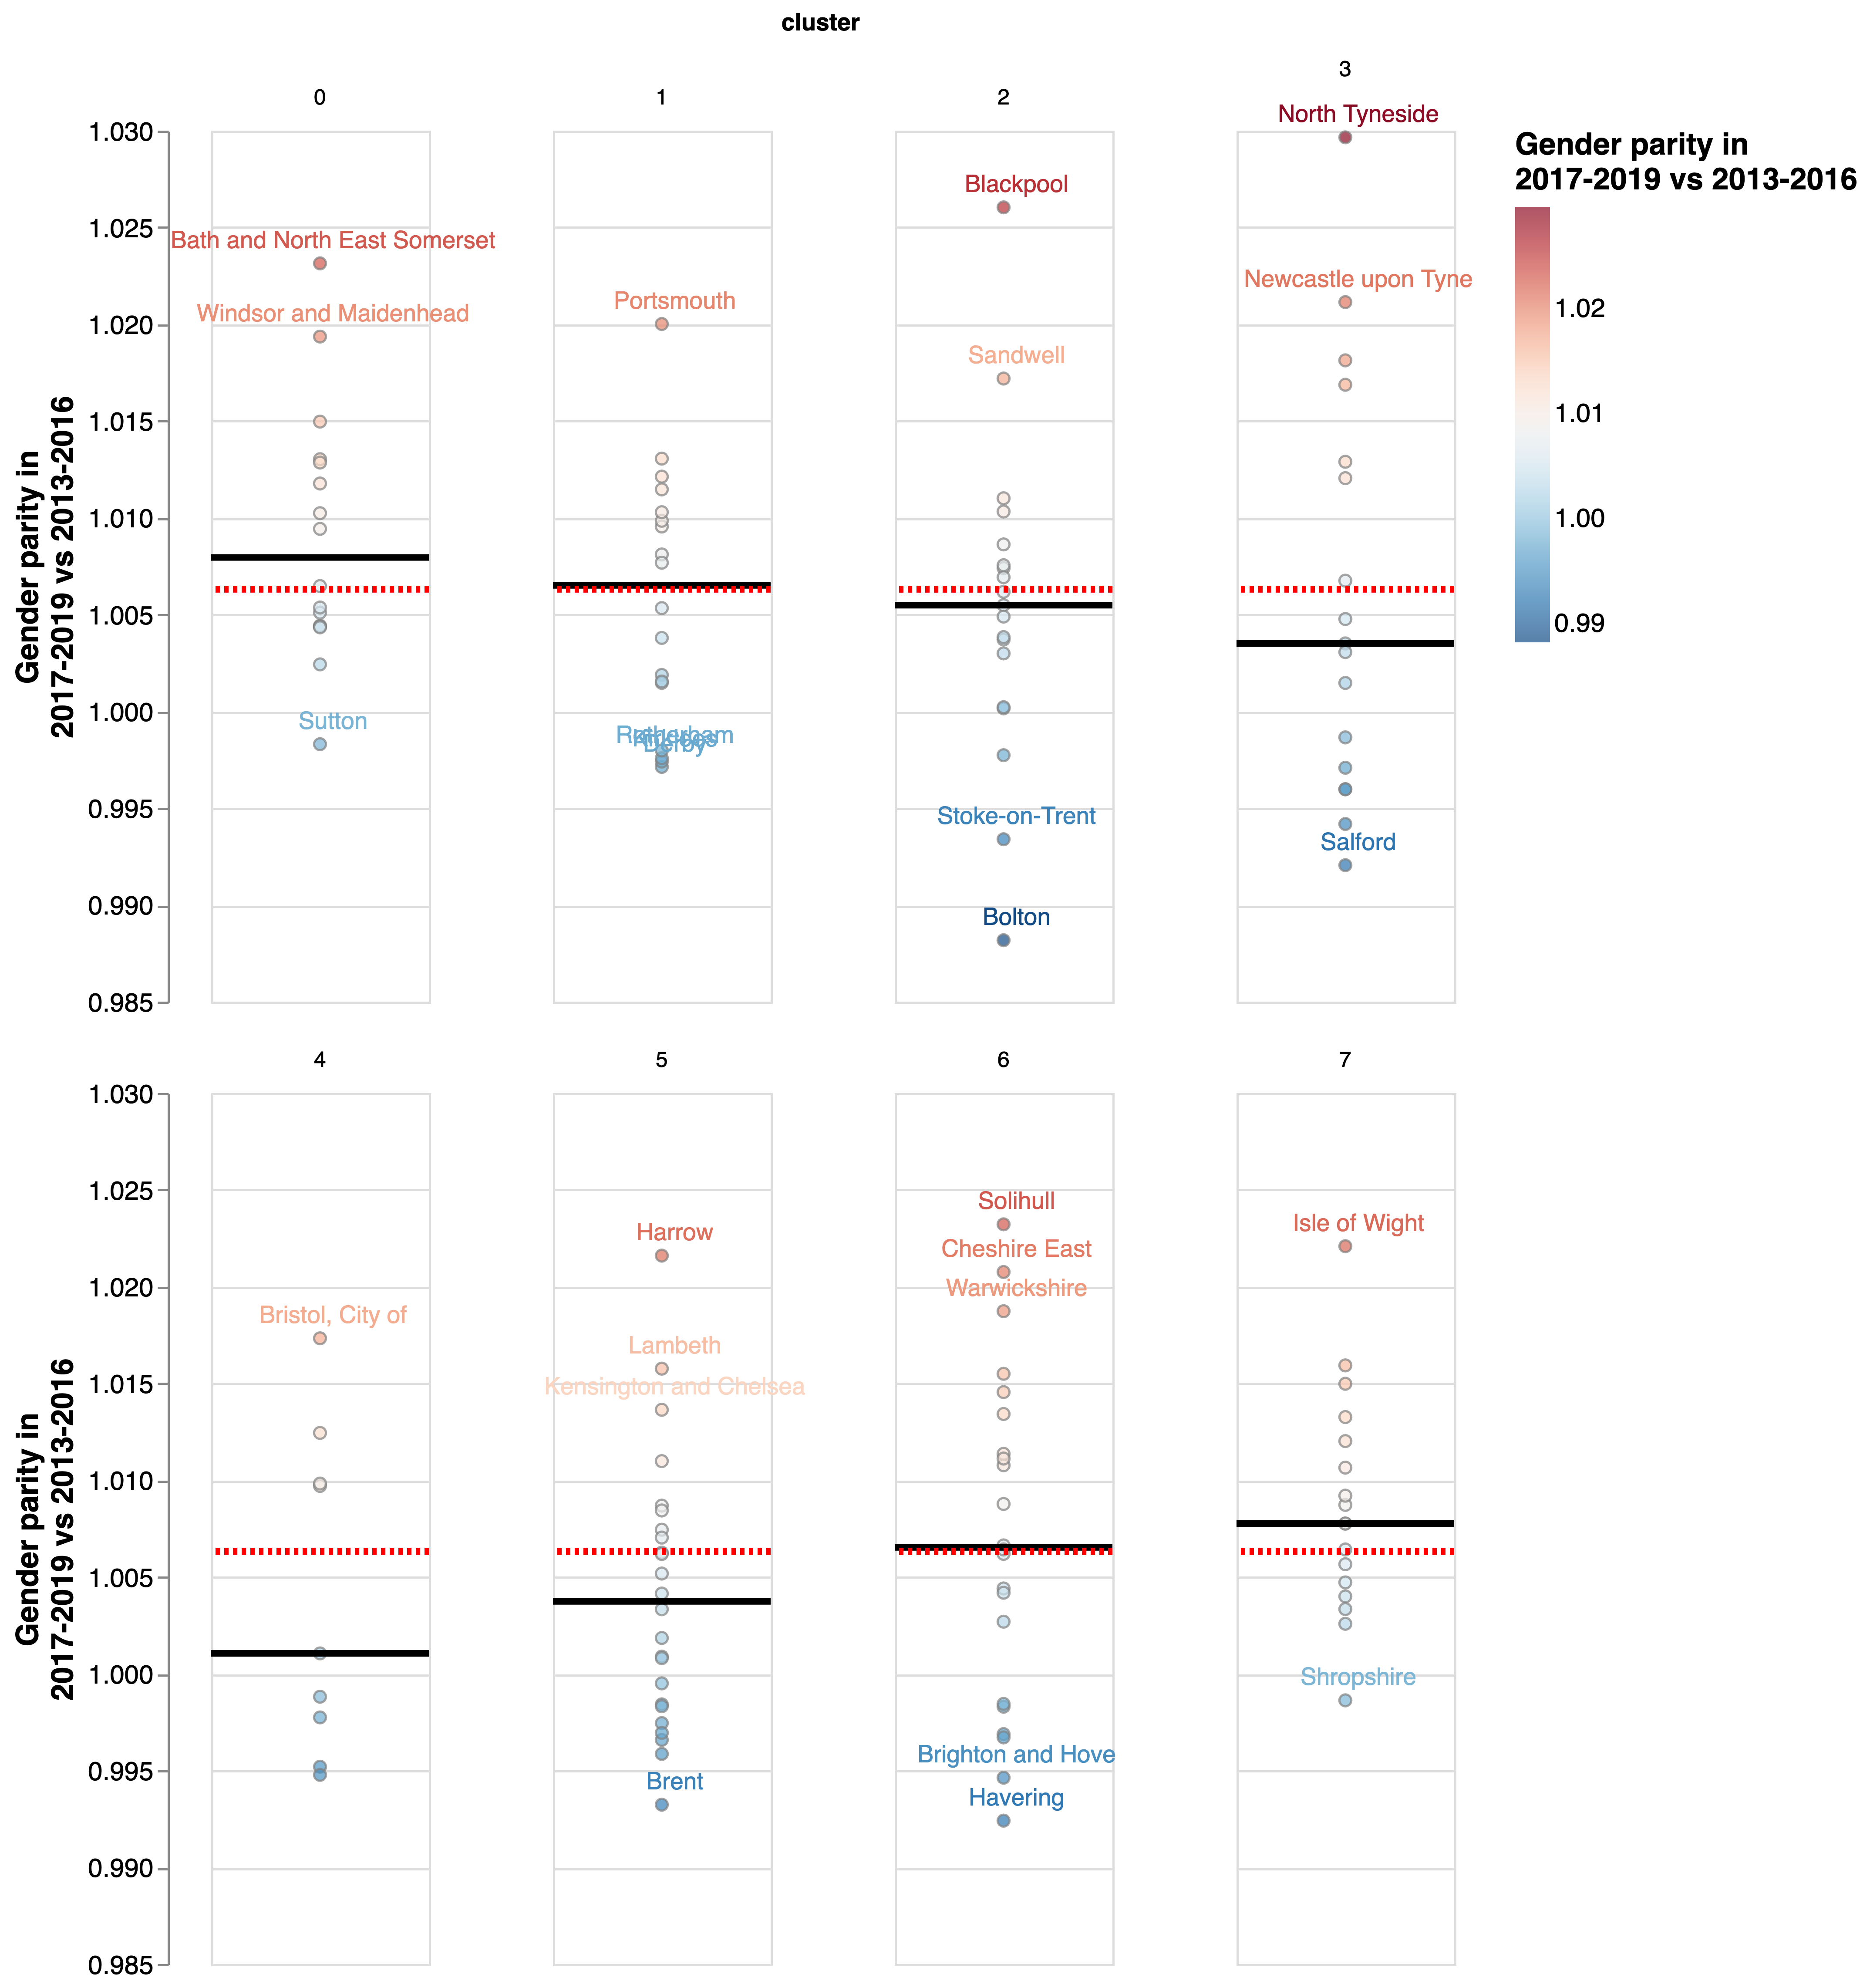 cluster
0
1
2
3
1.030
1.025
1.020
1.015
1.010
1.005
1.000
0.995
0.990
0.985
Gender parity in
2017-2019 vs 2013-2016
Bath and North East Somerset
Windsor and Maidenhead
Sutton
Portsmouth
Rotherham
Derby
Blackpool
Sandwell
Stoke-on-Trent
Bolton
North Tyneside
Newcastle upon Tyne
Salford
Gender parity in
2017-2019 vs 2013-2016
1.02
1.01
1.00
0.99
4
5
6
7
1.030
1.025
1.020
1.015
1.010
1.005
1.000
0.995
0.990
0.985
Gender parity in
2017-2019 vs 2013-2016
Bristol, City of
Harrow
Lambeth
Kensington and Chelsea
Brent
Solihull
Cheshire East
Warwickshire
Brighton and Hove
Havering
Isle of Wight
Shropshire